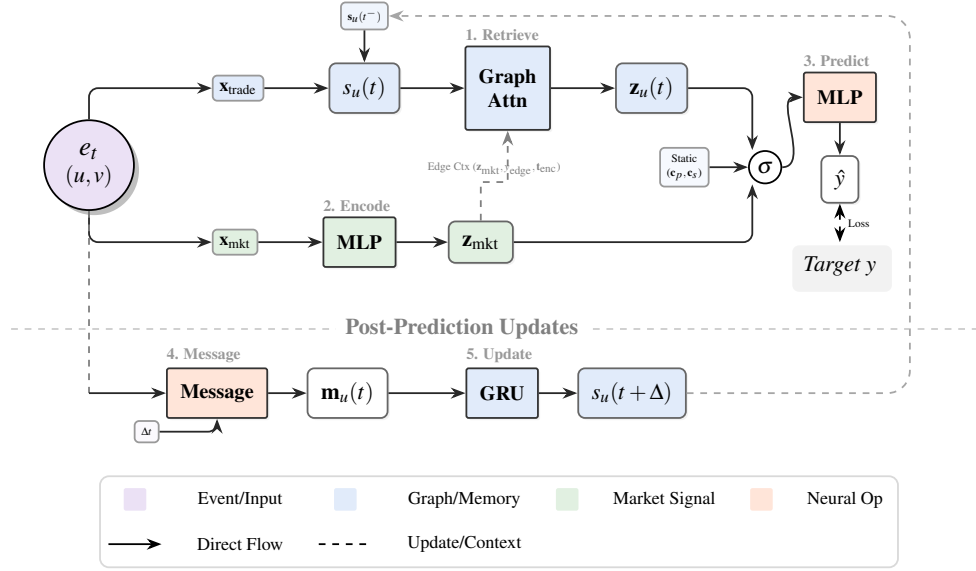 s_u(t⁻)
1. Retrieve
3. Predict
x_trade
s_u(t)
Graph
Attn
z_u(t)
MLP
e_t
(u, v)
Edge Ctx (z_mkt, y_edge, t_enc)
Static
(c_p, c_s)
σ
ŷ
2. Encode
x_mkt
MLP
z_mkt
Loss
Target y
Post-Prediction Updates
4. Message
5. Update
Message
m_u(t)
GRU
s_u(t + Δ)
Δt
Event/Input
Graph/Memory
Market Signal
Neural Op
Direct Flow
Update/Context